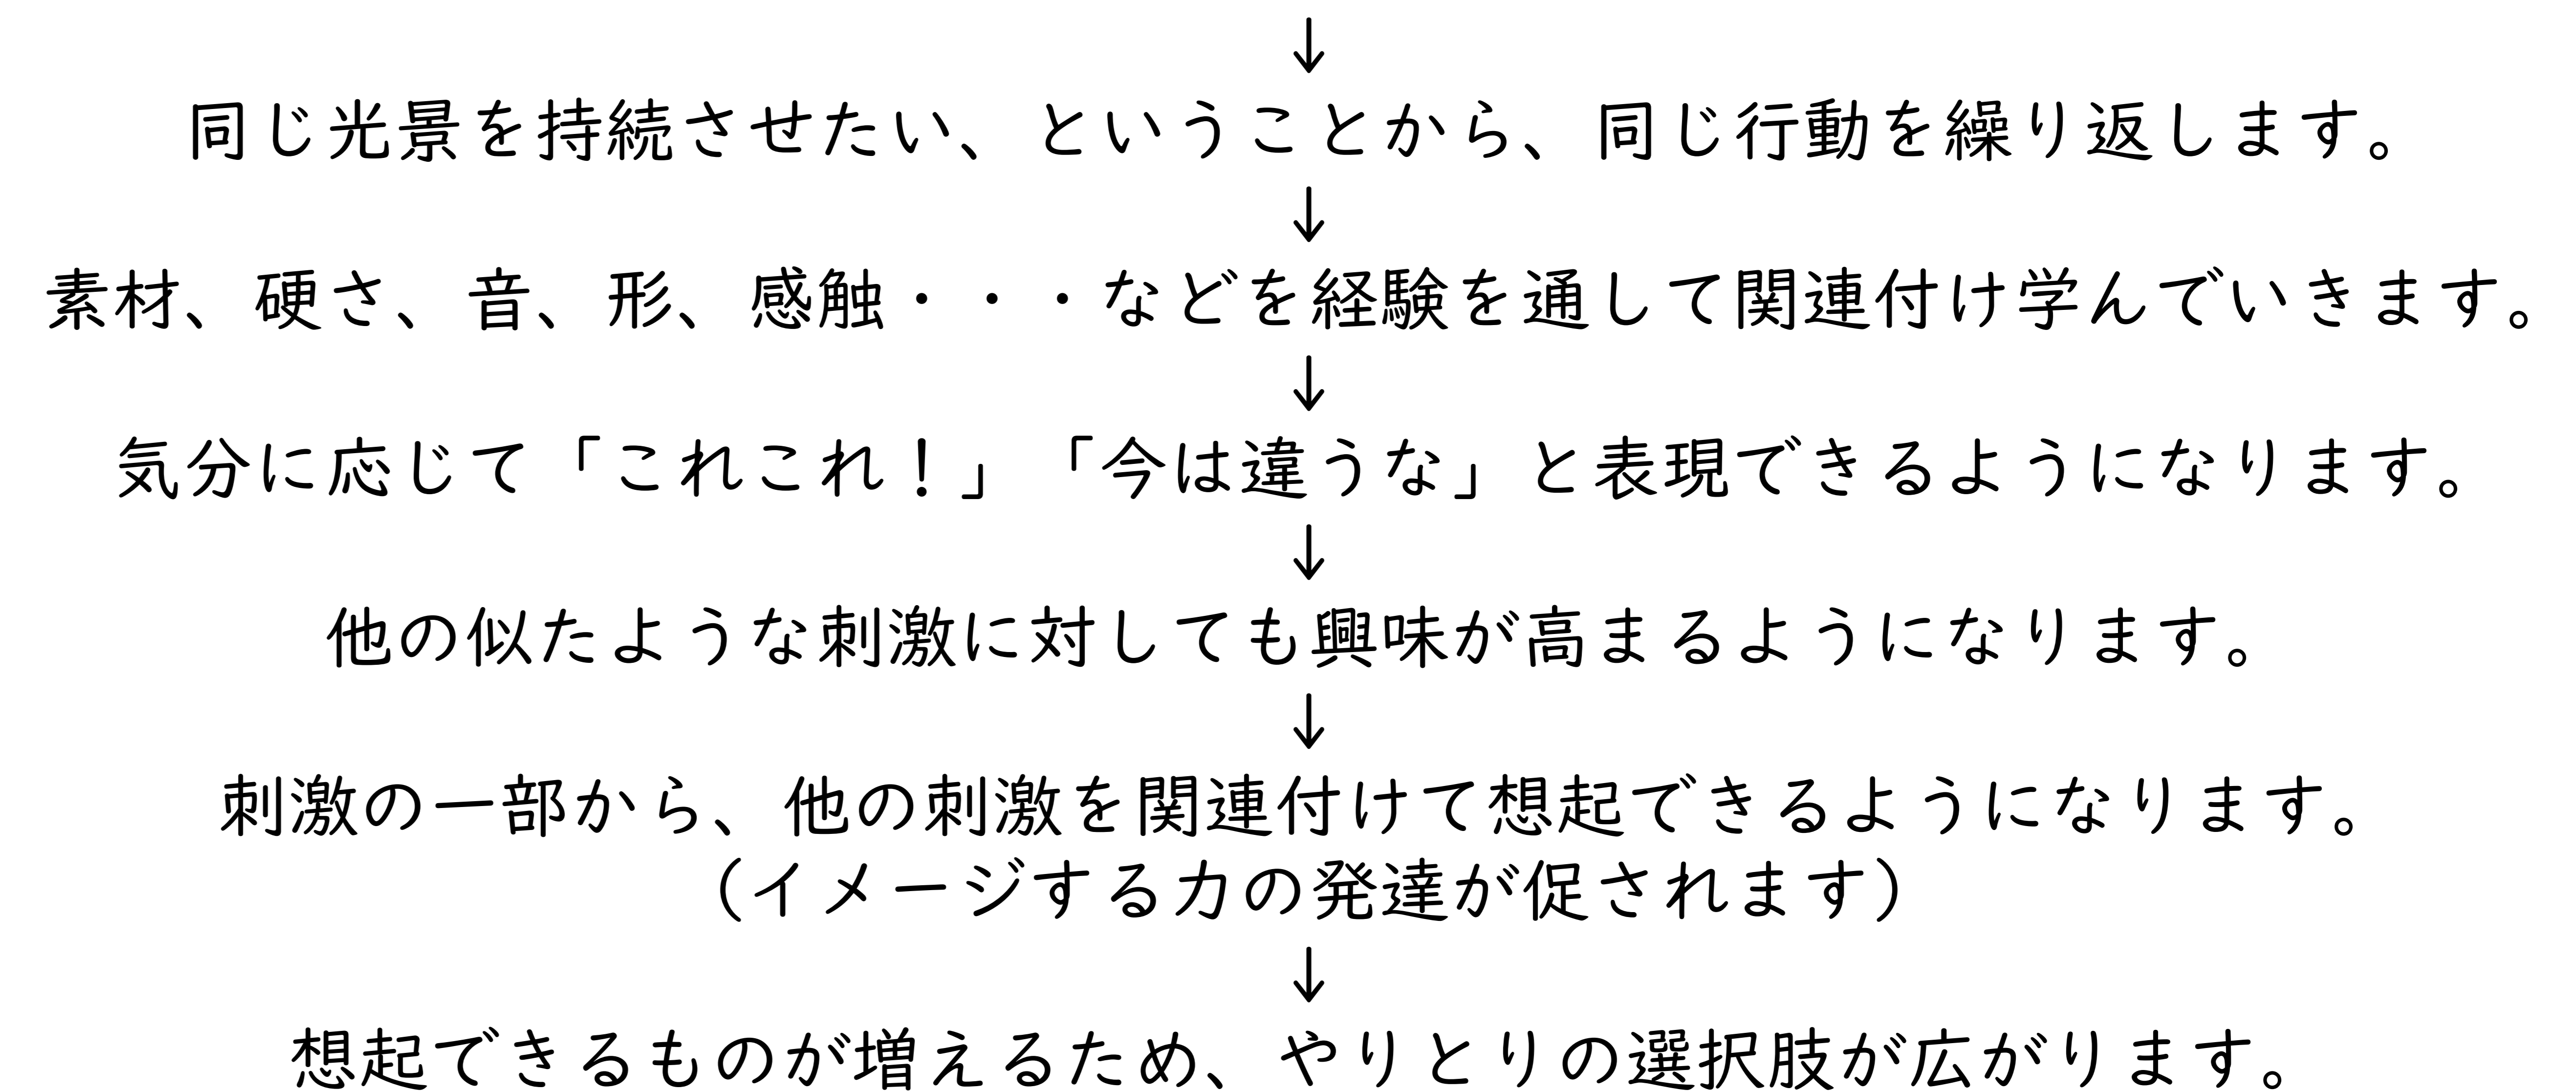 ↓
同じ光景を持続させたい、ということから、同じ行動を繰り返します。
↓
素材、硬さ、音、形、感触・・・などを経験を通して関連付け学んでいきます。
↓
気分に応じて「これこれ！」「今は違うな」と表現できるようになります。
↓
他の似たような刺激に対しても興味が高まるようになります。
↓
刺激の一部から、他の刺激を関連付けて想起できるようになります。
（イメージする力の発達が促されます）
↓
想起できるものが増えるため、やりとりの選択肢が広がります。